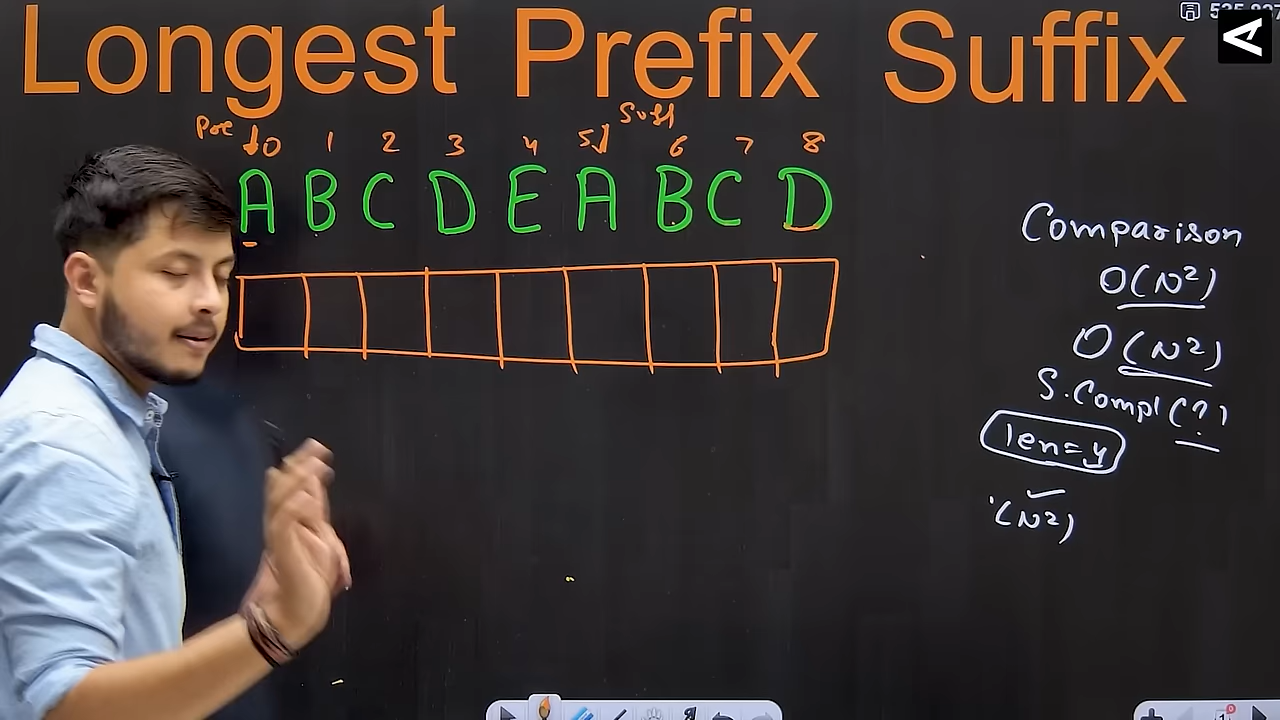 Longest Prefix Suffix
Pre Suff
0 1 2 3 4 5 6 7 8
A B C D E A B C D
Comparison
O(N²)
O(N²)
S.Compl(?)
len=4
(N²)